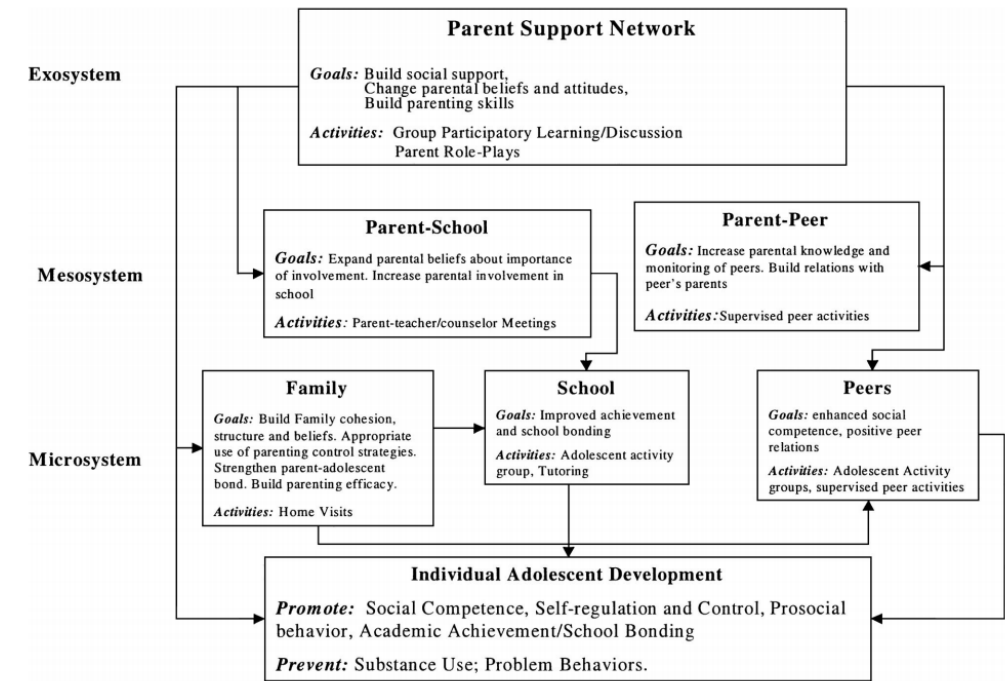 Parent Support Network
Exosystem
Goals: Build social support,
Change parental beliefs and attitudes,
Build parenting skills
Activities: Group Participatory Learning/Discussion
Parent Role-Plays
Mesosystem
Parent-School
Goals: Expand parental beliefs about importance
of involvement. Increase parental involvement in
school
Activities: Parent-teacher/counselor Meetings
Parent-Peer
Goals: Increase parental knowledge and
monitoring of peers. Build relations with
peer's parents
Activities:Supervised peer activities
Microsystem
Family
Goals: Build Family cohesion,
structure and beliefs. Appropriate
use of parenting control strategies.
Strengthen parent-adolescent
bond. Build parenting efficacy.
Activities: Home Visits
School
Goals: Improved achievement
and school bonding
Activities: Adolescent activity
group, Tutoring
Peers
Goals: enhanced social
competence, positive peer
relations
Activities: Adolescent Activity
groups, supervised peer activities
Individual Adolescent Development
Promote: Social Competence, Self-regulation and Control, Prosocial
behavior, Academic Achievement/School Bonding
Prevent: Substance Use; Problem Behaviors.